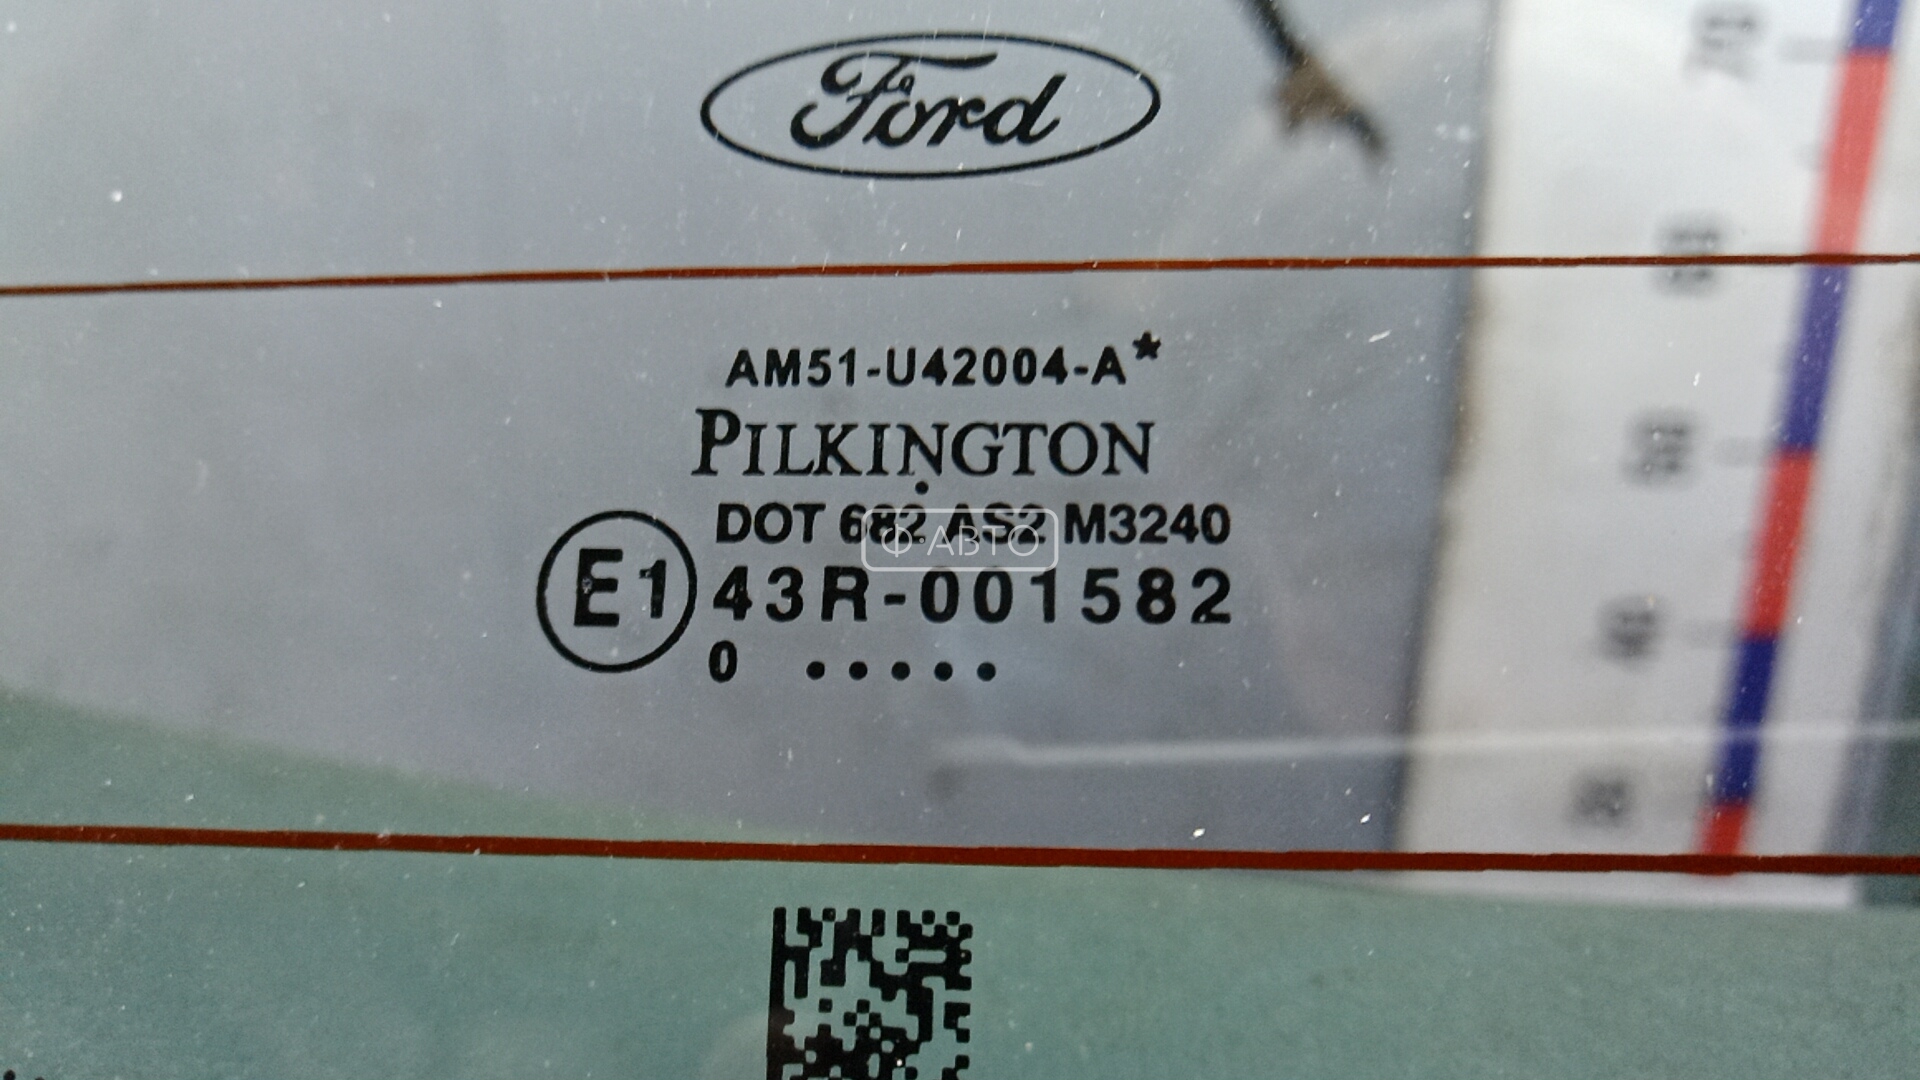 Ford
AM51-U42004-A*
PILKINGTON
DOT 682 AS2 M3240
Ф·АВТО
E1 43R-001582
0 •••••